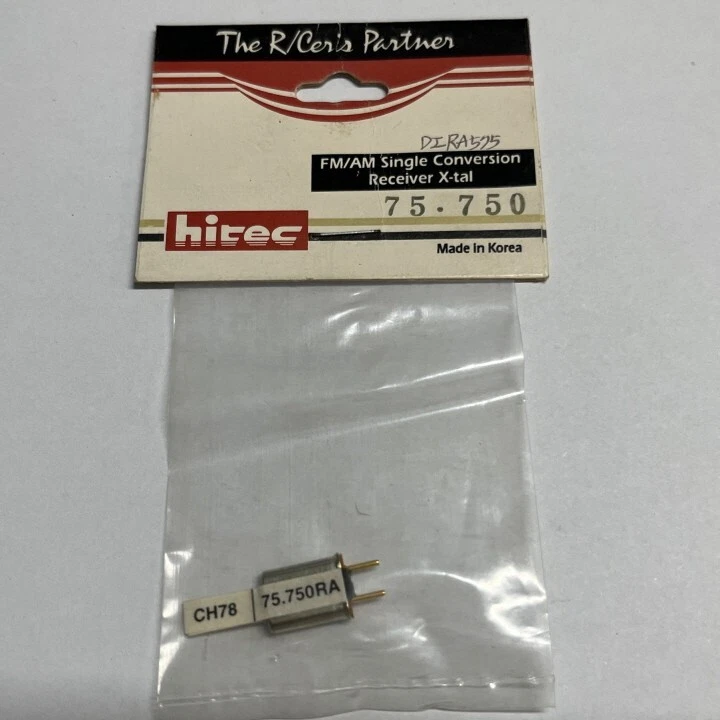 The R/Cer's Partner
DIRA575
FM/AM Single Conversion
Receiver X-tal
75.750
hitec
Made in Korea
CH78 75.750RA